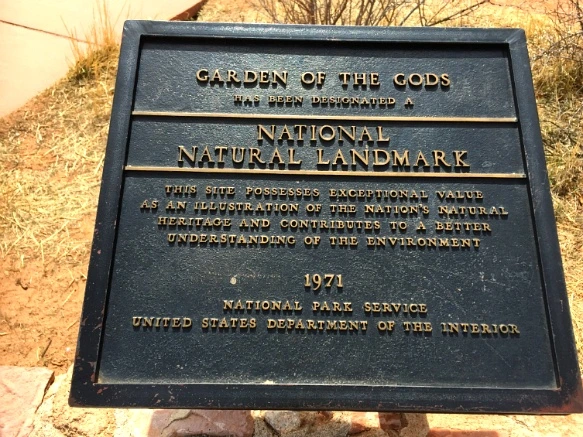 GARDEN OF THE GODS
HAS BEEN DESIGNATED A
NATIONAL
NATURAL LANDMARK
THIS SITE POSSESSES EXCEPTIONAL VALUE
AS AN ILLUSTRATION OF THE NATION'S NATURAL
HERITAGE AND CONTRIBUTES TO A BETTER
UNDERSTANDING OF THE ENVIRONMENT
1971
NATIONAL PARK SERVICE
UNITED STATES DEPARTMENT OF THE INTERIOR